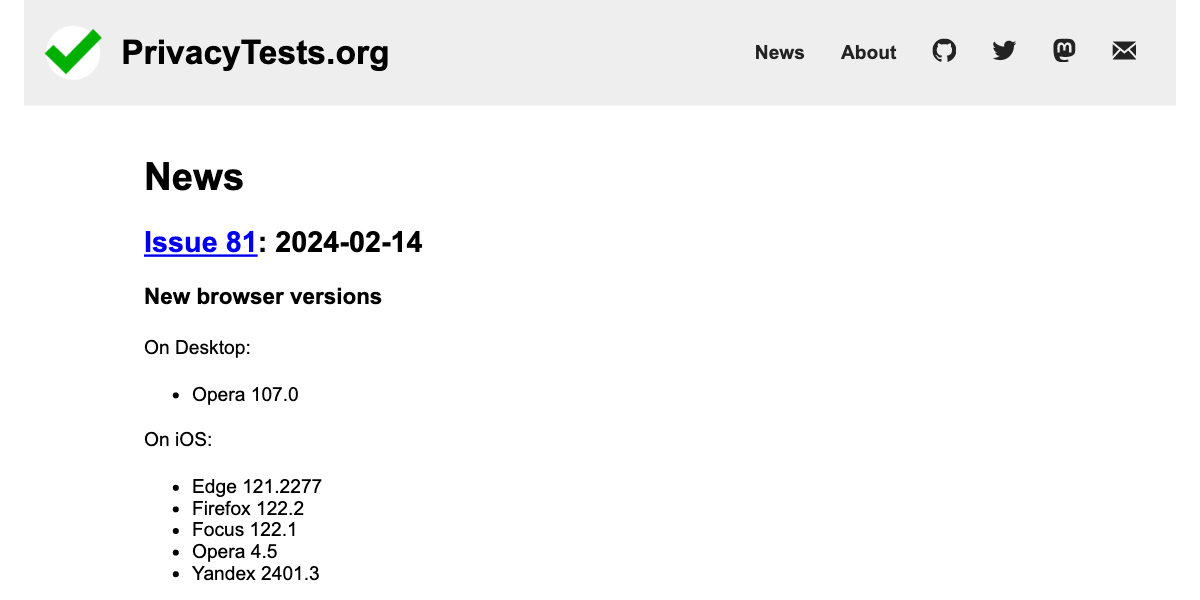 PrivacyTests.org
News
About
News
Issue 81: 2024-02-14
New browser versions
On Desktop:
Opera 107.0
On iOS:
Edge 121.2277
Firefox 122.2
Focus 122.1
Opera 4.5
Yandex 2401.3